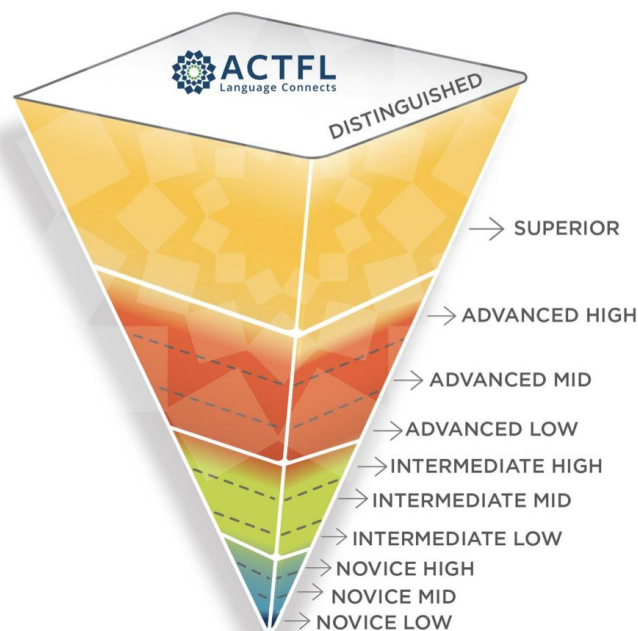 ACTFL
Language Connects
DISTINGUISHED
SUPERIOR
ADVANCED HIGH
ADVANCED MID
ADVANCED LOW
INTERMEDIATE HIGH
INTERMEDIATE MID
INTERMEDIATE LOW
NOVICE HIGH
NOVICE MID
NOVICE LOW